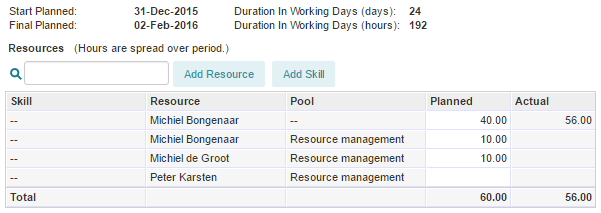 Start Planned: 31-Dec-2015 Duration In Working Days (days): 24
Final Planned: 02-Feb-2016 Duration In Working Days (hours): 192
Resources (Hours are spread over period.)
Add Resource Add Skill
Skill Resource Pool Planned Actual
-- Michiel Bongenaar -- 40.00 56.00
-- Michiel Bongenaar Resource management 10.00
-- Michiel de Groot Resource management 10.00
-- Peter Karsten Resource management
Total 60.00 56.00